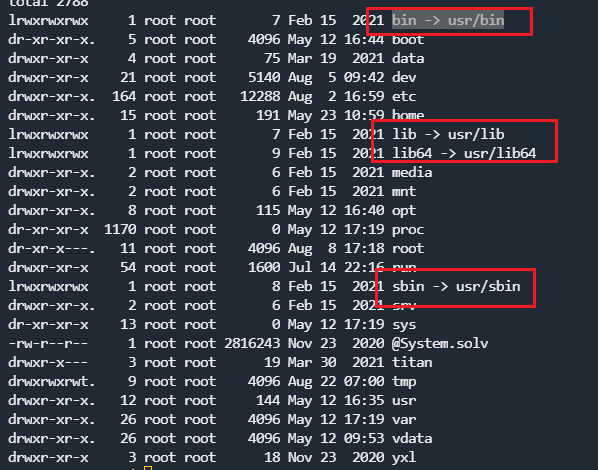 total 2788
lrwxrwxrwx 1 root root 7 Feb 15 2021 bin -> usr/bin
dr-xr-xr-x. 5 root root 4096 May 12 16:44 boot
drwxr-xr-x 4 root root 75 Mar 19 2021 data
drwxr-xr-x 21 root root 5140 Aug 5 09:42 dev
drwxr-xr-x. 164 root root 12288 Aug 2 16:59 etc
drwxr-xr-x. 15 root root 191 May 23 10:59 home
lrwxrwxrwx 1 root root 7 Feb 15 2021 lib -> usr/lib
lrwxrwxrwx 1 root root 9 Feb 15 2021 lib64 -> usr/lib64
drwxr-xr-x. 2 root root 6 Feb 15 2021 media
drwxr-xr-x. 2 root root 6 Feb 15 2021 mnt
drwxr-xr-x. 8 root root 115 May 12 16:40 opt
dr-xr-xr-x 1170 root root 0 May 12 17:19 proc
dr-xr-x---. 11 root root 4096 Aug 8 17:18 root
drwxr-xr-x 54 root root 1600 Jul 14 22:16 run
lrwxrwxrwx 1 root root 8 Feb 15 2021 sbin -> usr/sbin
drwxr-xr-x. 2 root root 6 Feb 15 2021 srv
dr-xr-xr-x 13 root root 0 May 12 17:19 sys
-rw-r--r-- 1 root root 2816243 Nov 23 2020 @System.solv
drwxr-x--- 3 root root 19 Mar 30 2021 titan
drwxrwxrwt. 9 root root 4096 Aug 22 07:00 tmp
drwxr-xr-x. 12 root root 144 May 12 16:35 usr
drwxr-xr-x. 26 root root 4096 May 12 17:19 var
drwxr-xr-x. 26 root root 4096 May 12 09:53 vdata
drwxr-xr-x 3 root root 18 Nov 23 2020 yxl